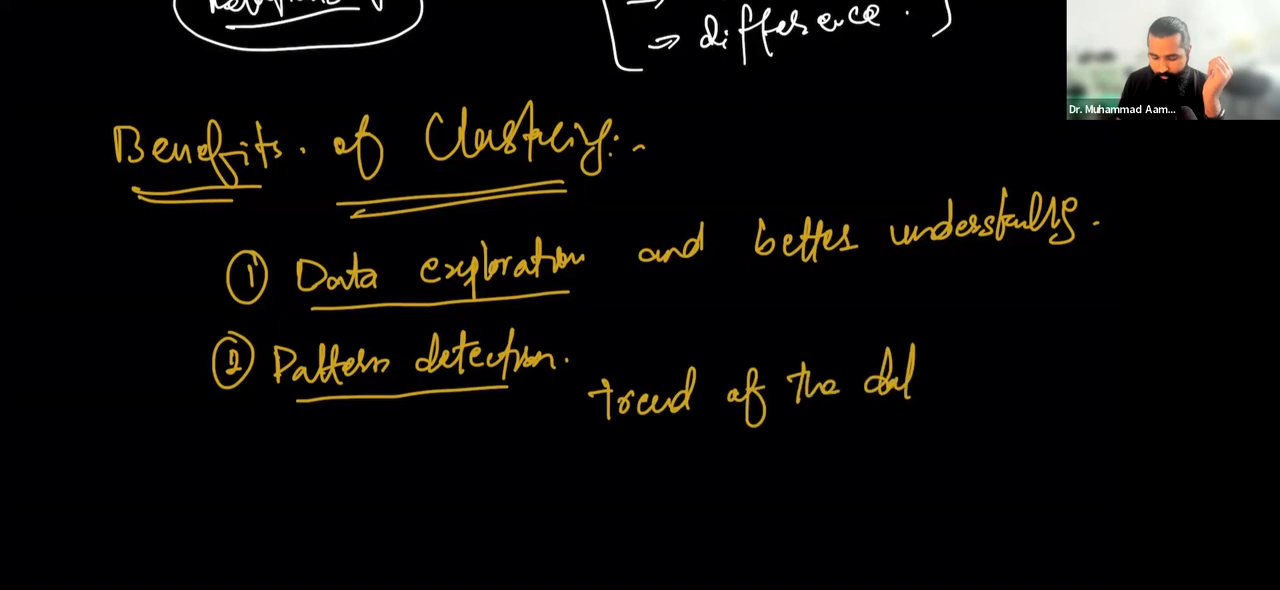 ⇒ difference.
Dr. Muhammad Aam...
Benefits of Clustering:-
① Data exploration and better understanding.
② Pattern detection.
trend of the dat